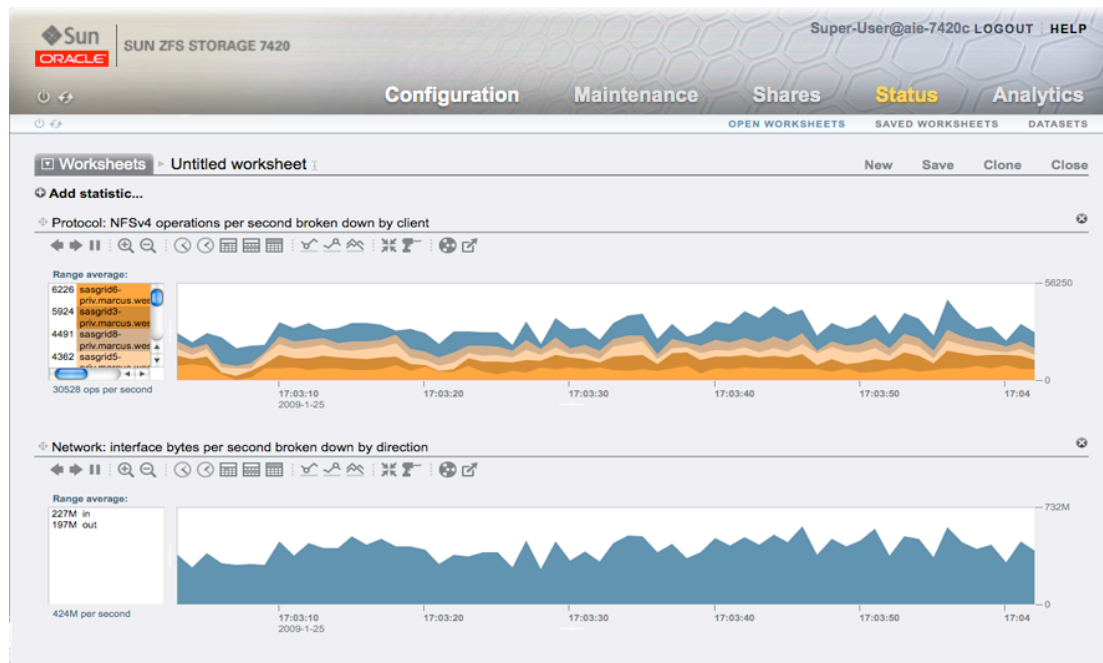 Sun
ORACLE
SUN ZFS STORAGE 7420
Super-User@aie-7420c LOGOUT HELP
Configuration Maintenance Shares Status Analytics
OPEN WORKSHEETS SAVED WORKSHEETS DATASETS
Worksheets Untitled worksheet
New Save Clone Close
Add statistic...
Protocol: NFSv4 operations per second broken down by client
Range average:
6226 sasgrid6-
priv.marcus.wee
5924 sasgrid3-
priv.marcus.wee
4491 sasgrid8-
priv.marcus.wee
4362 sasgrid5-
30528 ops per second
56250
0
17:03:10 17:03:20 17:03:30 17:03:40 17:03:50 17:04
2009-1-25
Network: interface bytes per second broken down by direction
Range average:
227M in
197M out
424M per second
732M
0
17:03:10 17:03:20 17:03:30 17:03:40 17:03:50 17:04
2009-1-25